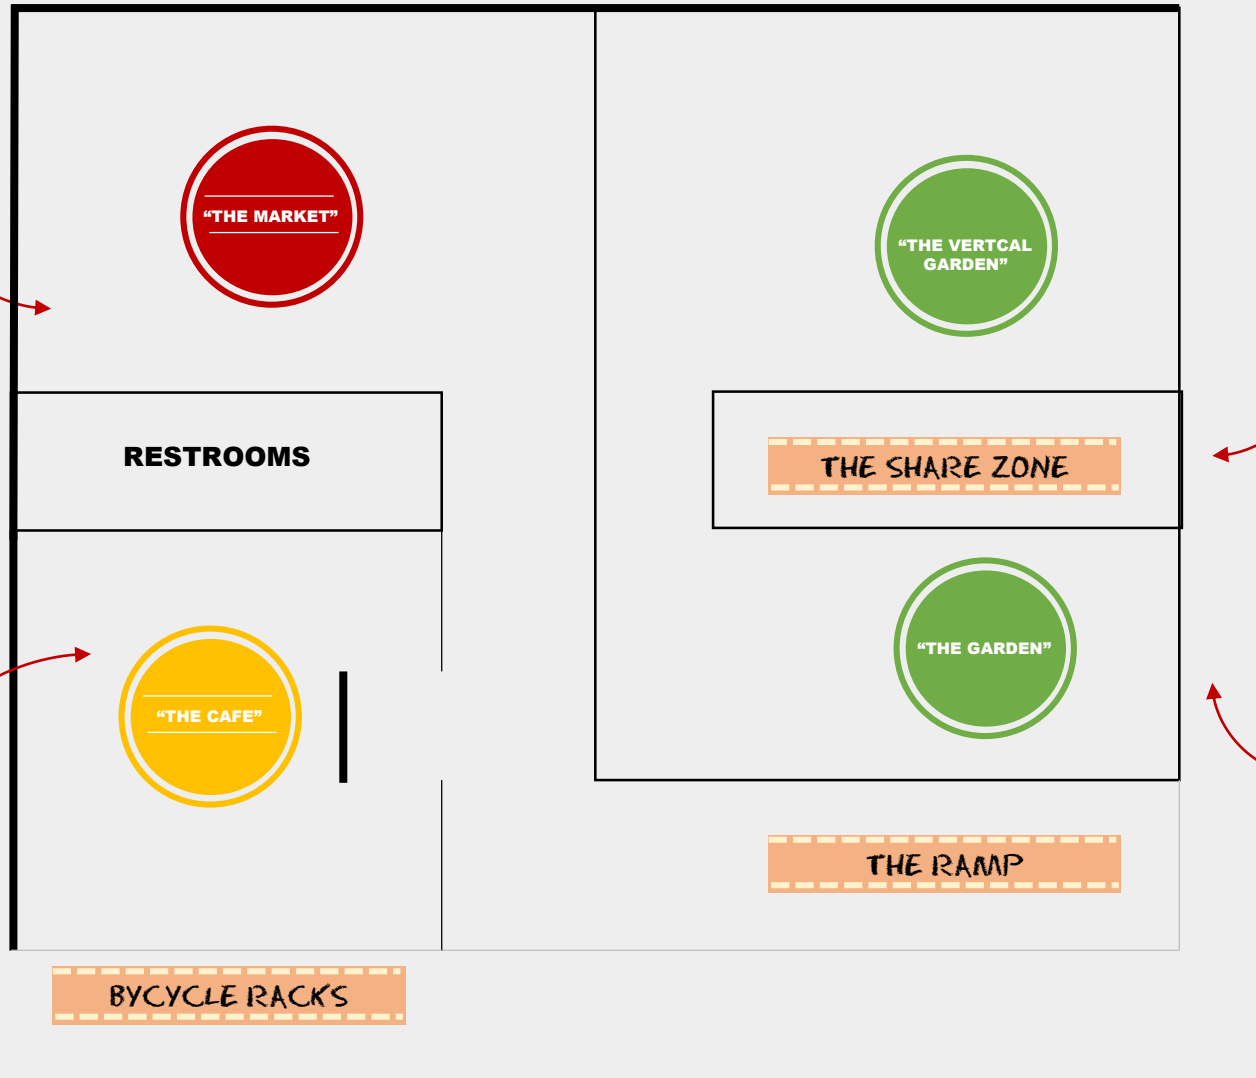 “THE MARKET”
“THE VERTCAL
GARDEN”
RESTROOMS
THE SHARE ZONE
“THE GARDEN”
“THE CAFE”
THE RAMP
BYCYCLE RACKS